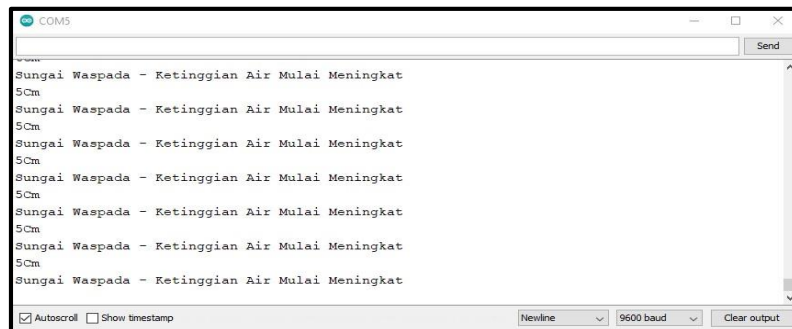 COM5
Send
Sungai Waspada - Ketinggian Air Mulai Meningkat
5Cm
Sungai Waspada - Ketinggian Air Mulai Meningkat
5Cm
Sungai Waspada - Ketinggian Air Mulai Meningkat
5Cm
Sungai Waspada - Ketinggian Air Mulai Meningkat
5Cm
Sungai Waspada - Ketinggian Air Mulai Meningkat
5Cm
Sungai Waspada - Ketinggian Air Mulai Meningkat
5Cm
Sungai Waspada - Ketinggian Air Mulai Meningkat
Autoscroll Show timestamp Newline 9600 baud Clear output